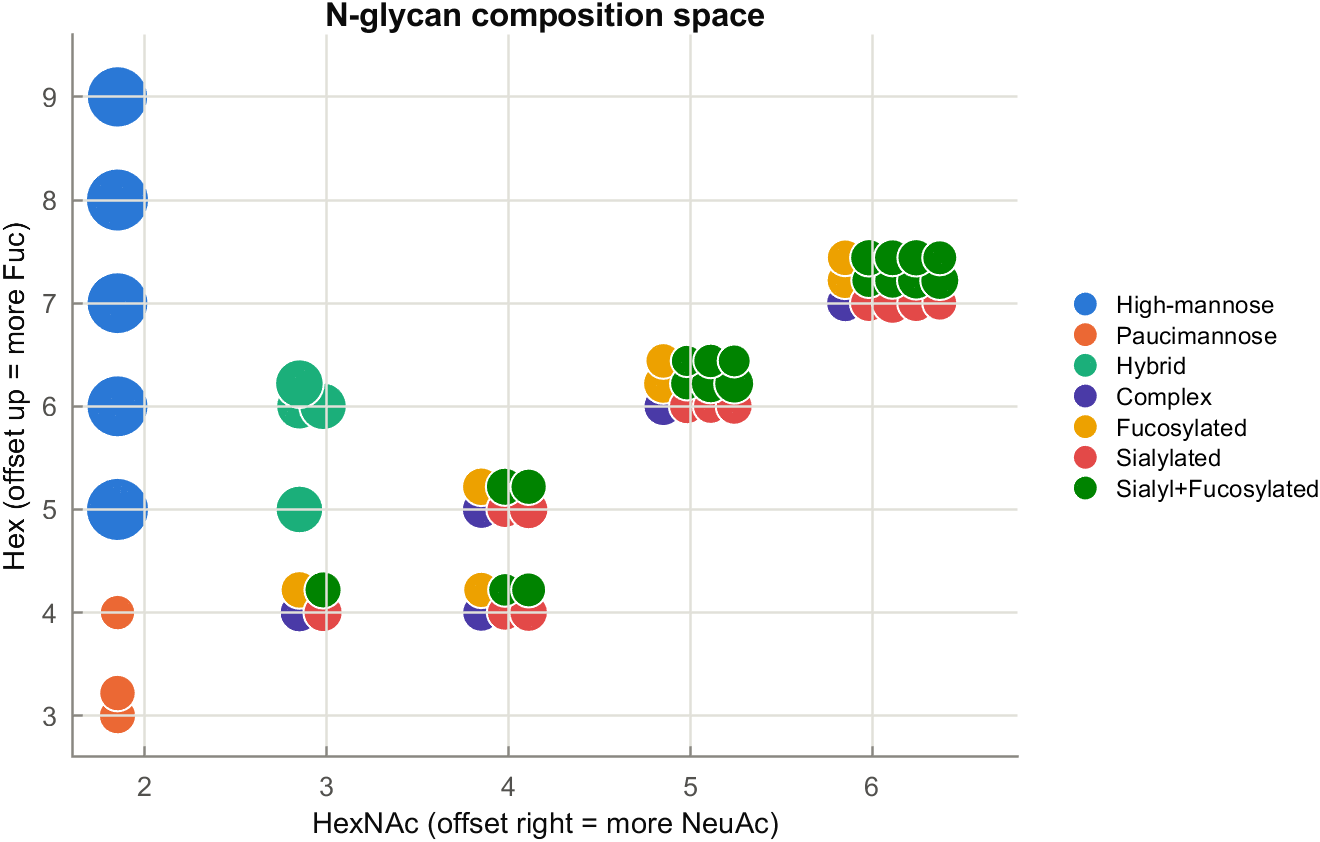 N-glycan composition space
Hex (offset up = more Fuc)
9
8
7
6
5
4
3
2
3
4
5
6
HexNAc (offset right = more NeuAc)
High-mannose
Paucimannose
Hybrid
Complex
Fucosylated
Sialylated
Sialyl+Fucosylated